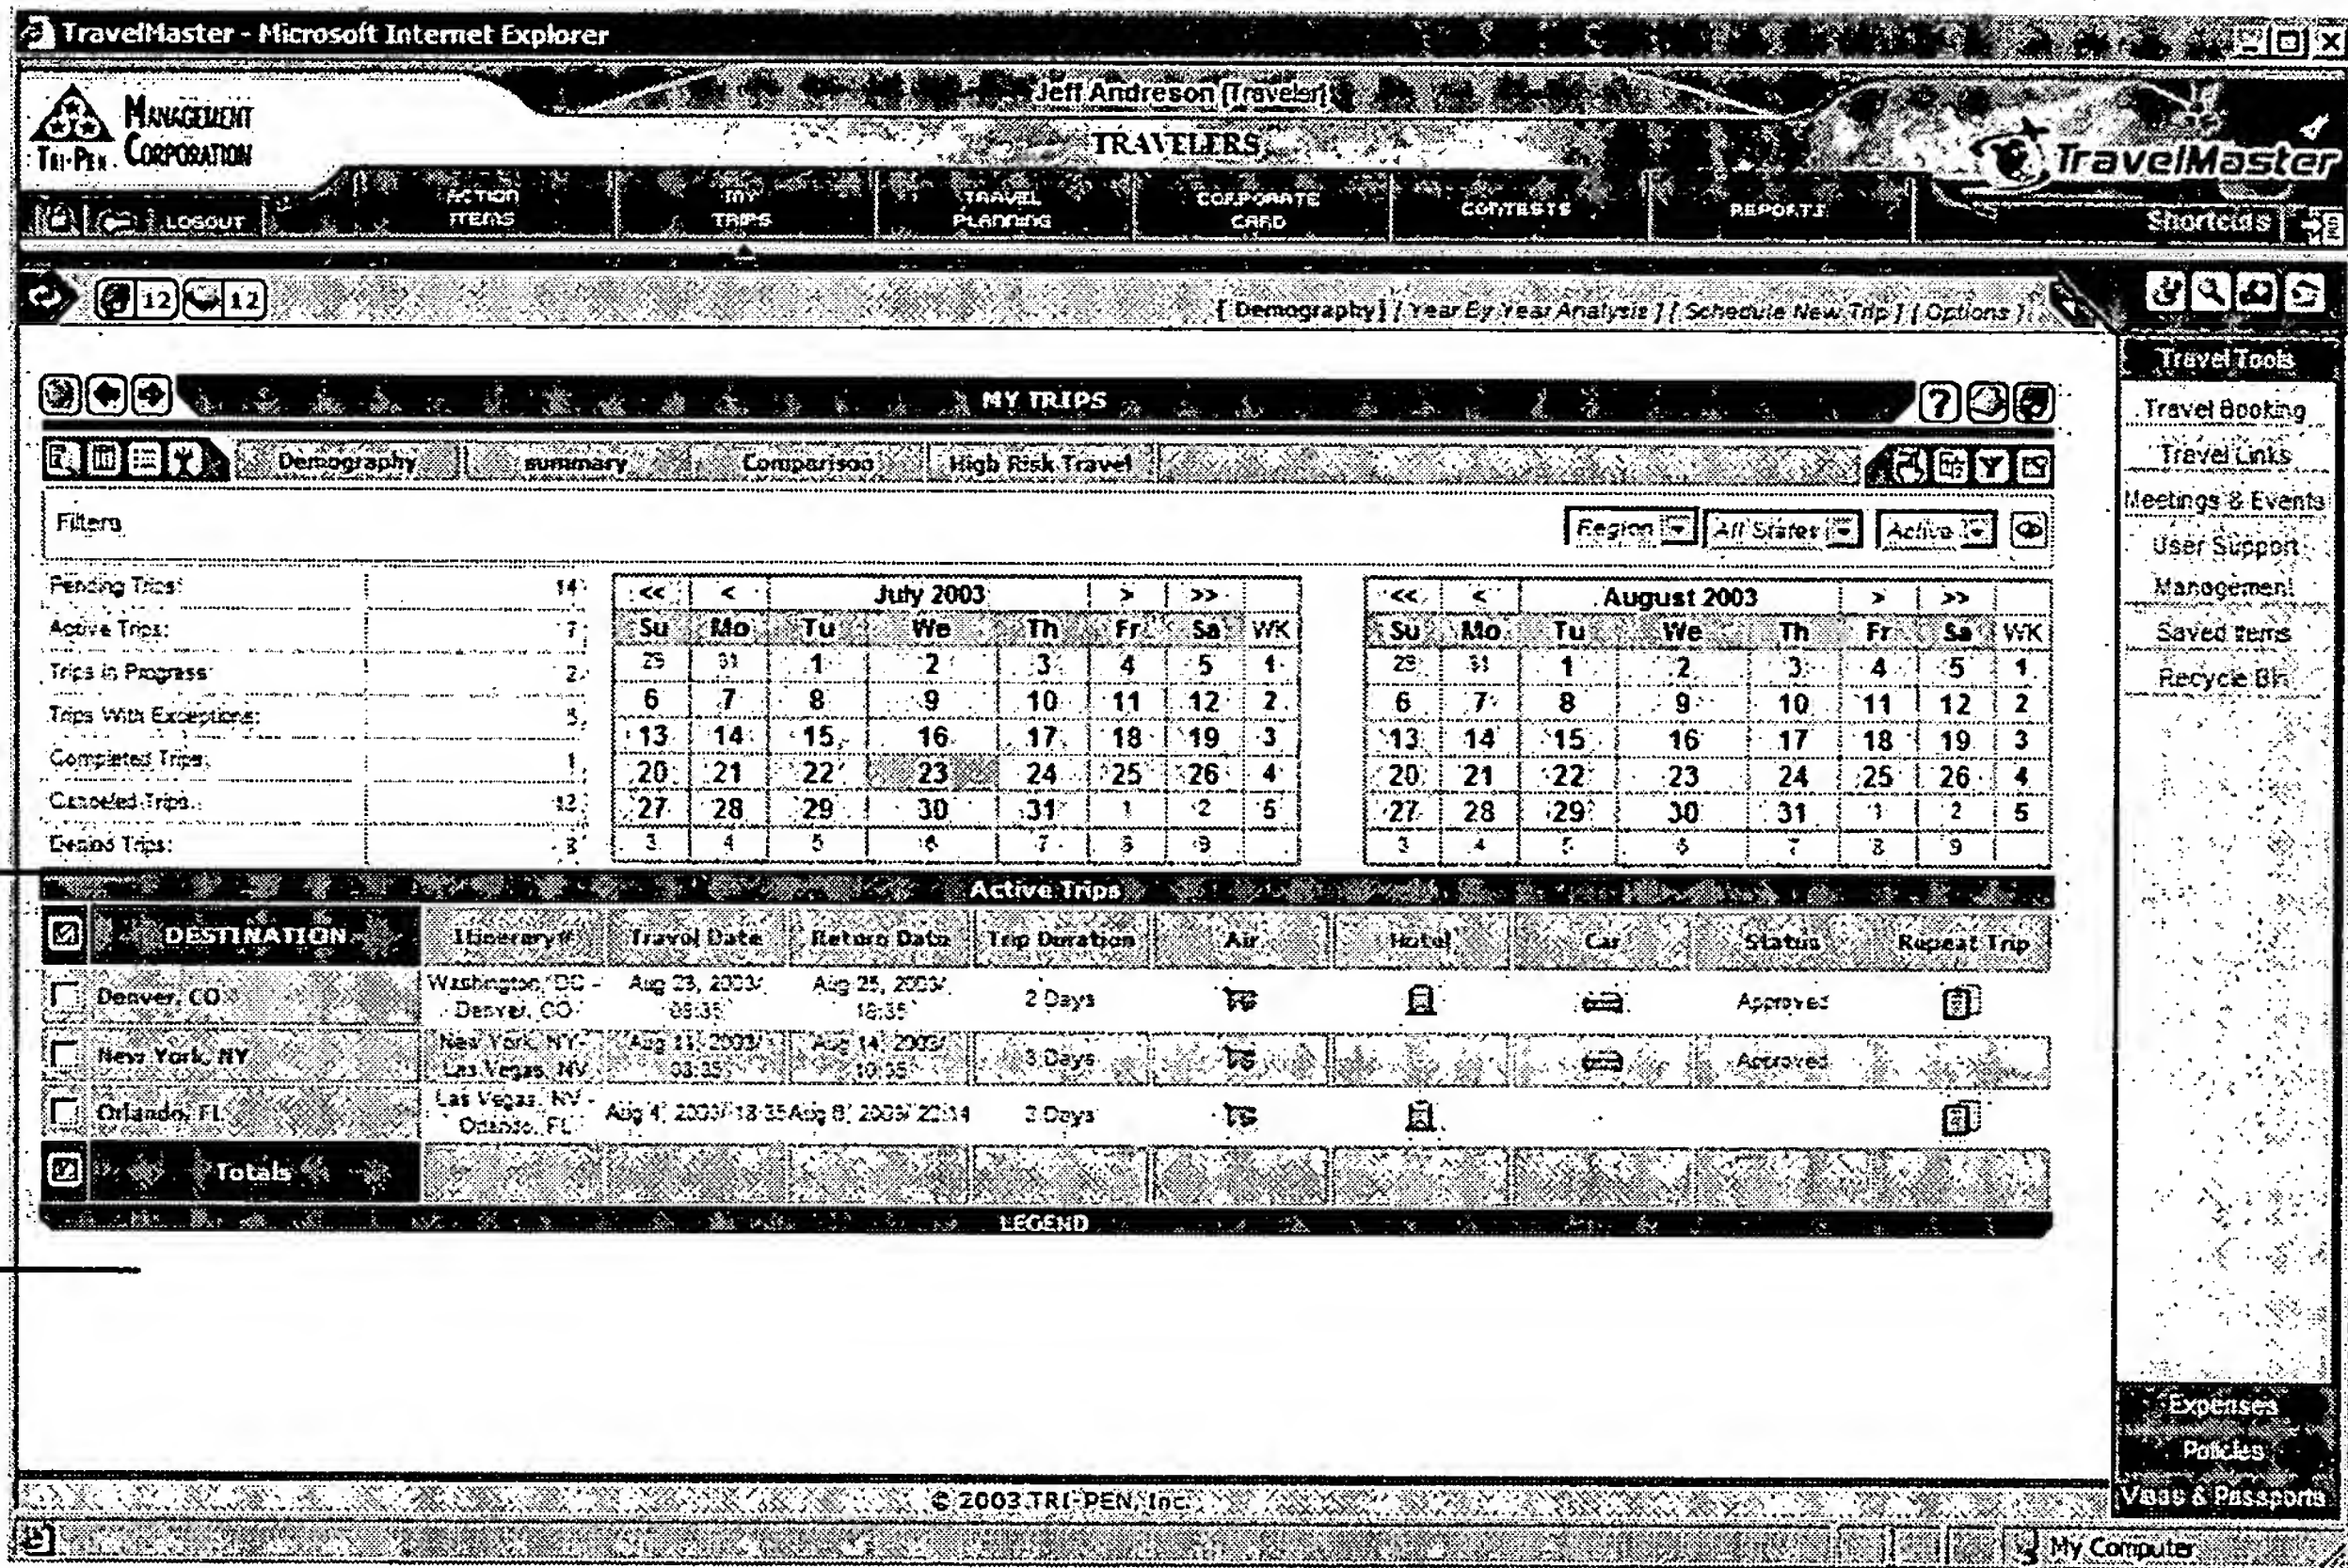 TravelMaster - Microsoft Internet Explorer
Jeff Andreson [Traveler]
MANAGEMENT
TRI-PEN CORPORATION
TRAVELERS
TravelMaster
LOGOUT
ACTION ITEMS
MY TRIPS
TRAVEL PLANNING
CORPORATE CARD
CONTESTS
REPORTS
Shortcuts
12 12
[ Demography ] [ Year By Year Analysis ] [ Schedule New Trip ] [ Options ]
Travel Tools
Travel Booking
Travel Links
Meetings & Events
User Support
Management
Saved Items
Recycle Bin
MY TRIPS
?
Demography summary Comparison High Risk Travel
Filters
Region All States Active
Pending Trips: 14
Active Trips: 7
Trips in Progress: 2
Trips With Exceptions: 5
Completed Trips: 1
Canceled Trips: 12
Denied Trips:
<< < July 2003 > >>
Su Mo Tu We Th Fr Sa WK
29 31 1 2 3 4 5 1
6 7 8 9 10 11 12 2
13 14 15 16 17 18 19 3
20 21 22 23 24 25 26 4
27 28 29 30 31 1 2 5
3 4 5 6 7 8 9
<< < August 2003 > >>
Su Mo Tu We Th Fr Sa WK
29 31 1 2 3 4 5 1
6 7 8 9 10 11 12 2
13 14 15 16 17 18 19 3
20 21 22 23 24 25 26 4
27 28 29 30 31 1 2 5
3 4 5 6 7 8 9
Active Trips
DESTINATION Itinerary# Travel Date Return Date Trip Duration Air Hotel Car Status Repeat Trip
Denver, CO Washington, DC - Denver, CO Aug 23, 2003/ Aug 25, 2003/ 18:35 2 Days Approved
New York, NY New York, NY- Las Vegas, NV Aug 11, 2003/ Aug 14, 2003/ 3 Days Approved
Orlando, FL Las Vegas, NV - Orlando, FL Aug 4, 2003/ 18:35 Aug 8, 2003/ 22:14 3 Days
Totals
LEGEND
Expenses
Policies
Visas & Passports
© 2003 TRI-PEN, Inc.
My Computer